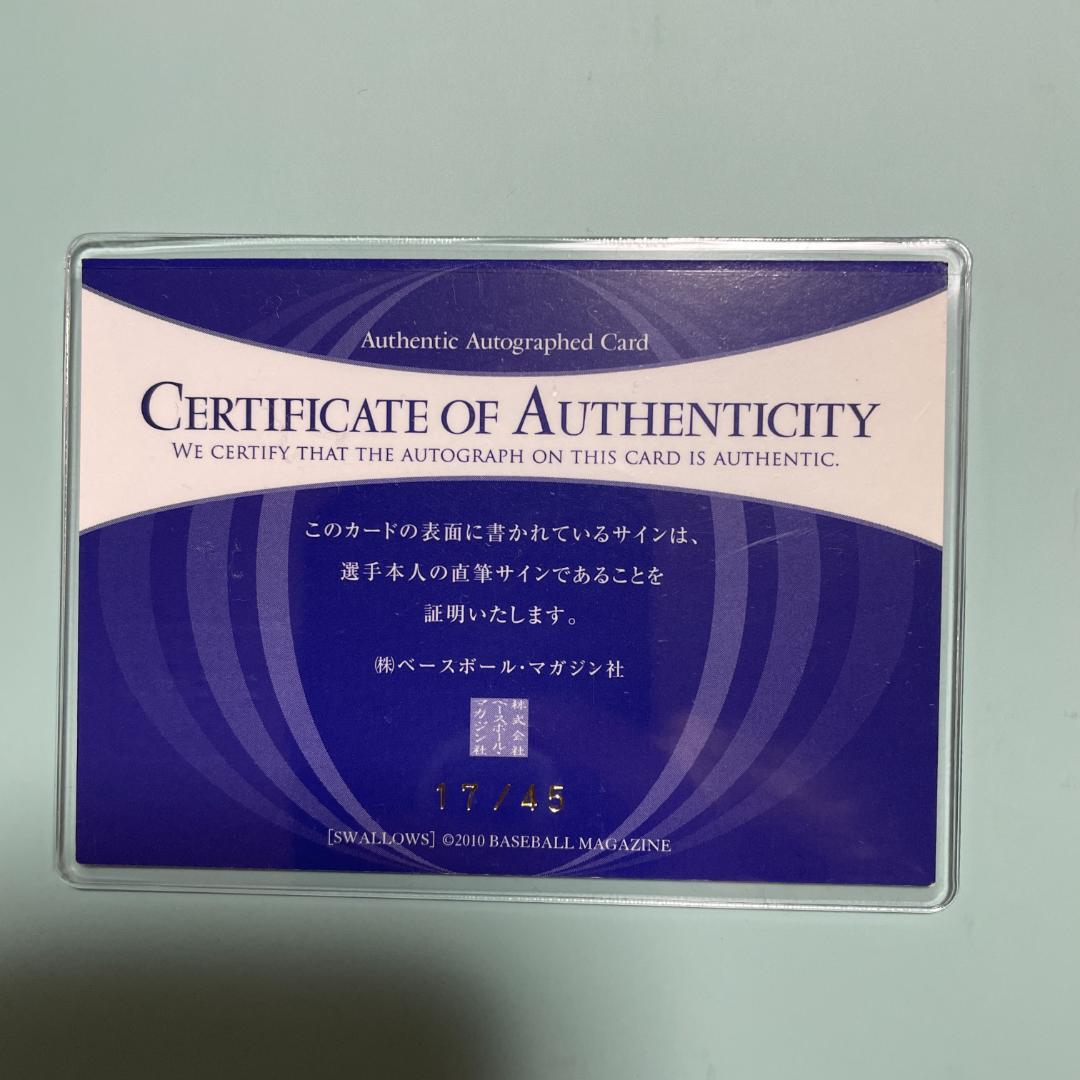 Authentic Autographed Card
CERTIFICATE OF AUTHENTICITY
WE CERTIFY THAT THE AUTOGRAPH ON THIS CARD IS AUTHENTIC.
このカードの表面に書かれているサインは、
選手本人の直筆サインであることを
証明いたします。
㈱ベースボール・マガジン社
株式会社
ベースボール・
マガジン社
17/45
[SWALLOWS] ©2010 BASEBALL MAGAZINE